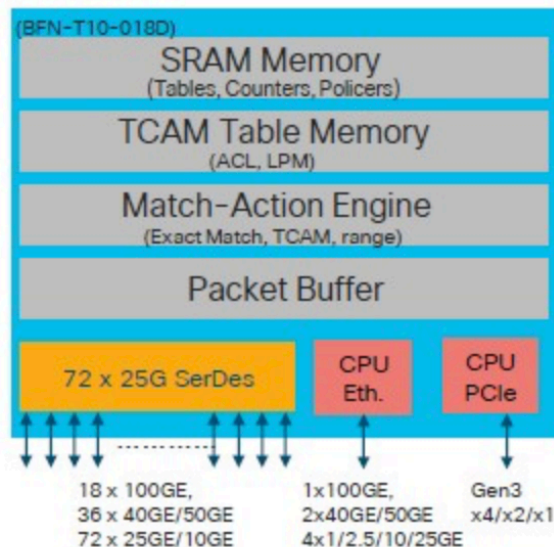 (BFN-T10-018D)
SRAM Memory
(Tables, Counters, Policers)
TCAM Table Memory
(ACL, LPM)
Match-Action Engine
(Exact Match, TCAM, range)
Packet Buffer
72 x 25G SerDes
CPU
Eth.
CPU
PCIe
18 x 100GE,
36 x 40GE/50GE
72 x 25GE/10GE
1x100GE,
2x40GE/50GE
4x1/2.5/10/25GE
Gen3
x4/x2/x1